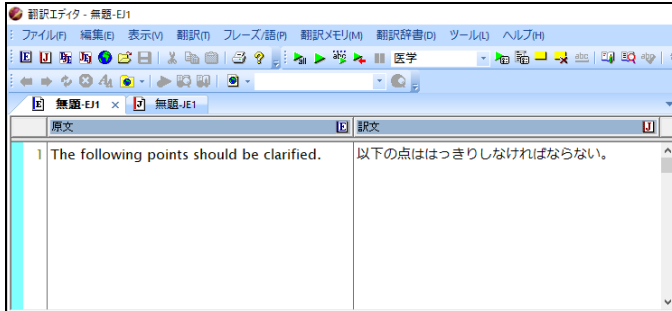 翻訳エディタ - 無題-EJ1
ファイル(F) 編集(E) 表示(V) 翻訳(T) フレーズ/語(P) 翻訳メモリ(M) 翻訳辞書(D) ツール(L) ヘルプ(H)
医学
無題-EJ1 × 無題-JE1
原文 E 訳文 J
1 The following points should be clarified. 以下の点ははっきりしなければならない。